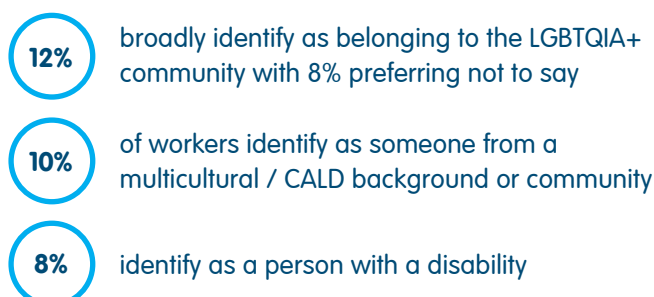 12%
broadly identify as belonging to the LGBTQIA+
community with 8% preferring not to say
10%
of workers identify as someone from a
multicultural / CALD background or community
8%
identify as a person with a disability